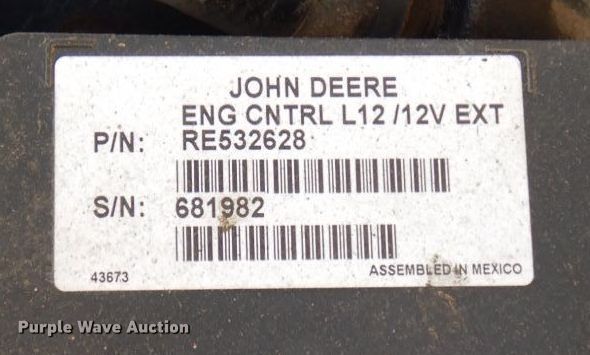 JOHN DEERE
ENG CNTRL L12 /12V EXT
P/N: RE532628
S/N: 681982
43673 ASSEMBLED IN MEXICO
Purple Wave Auction